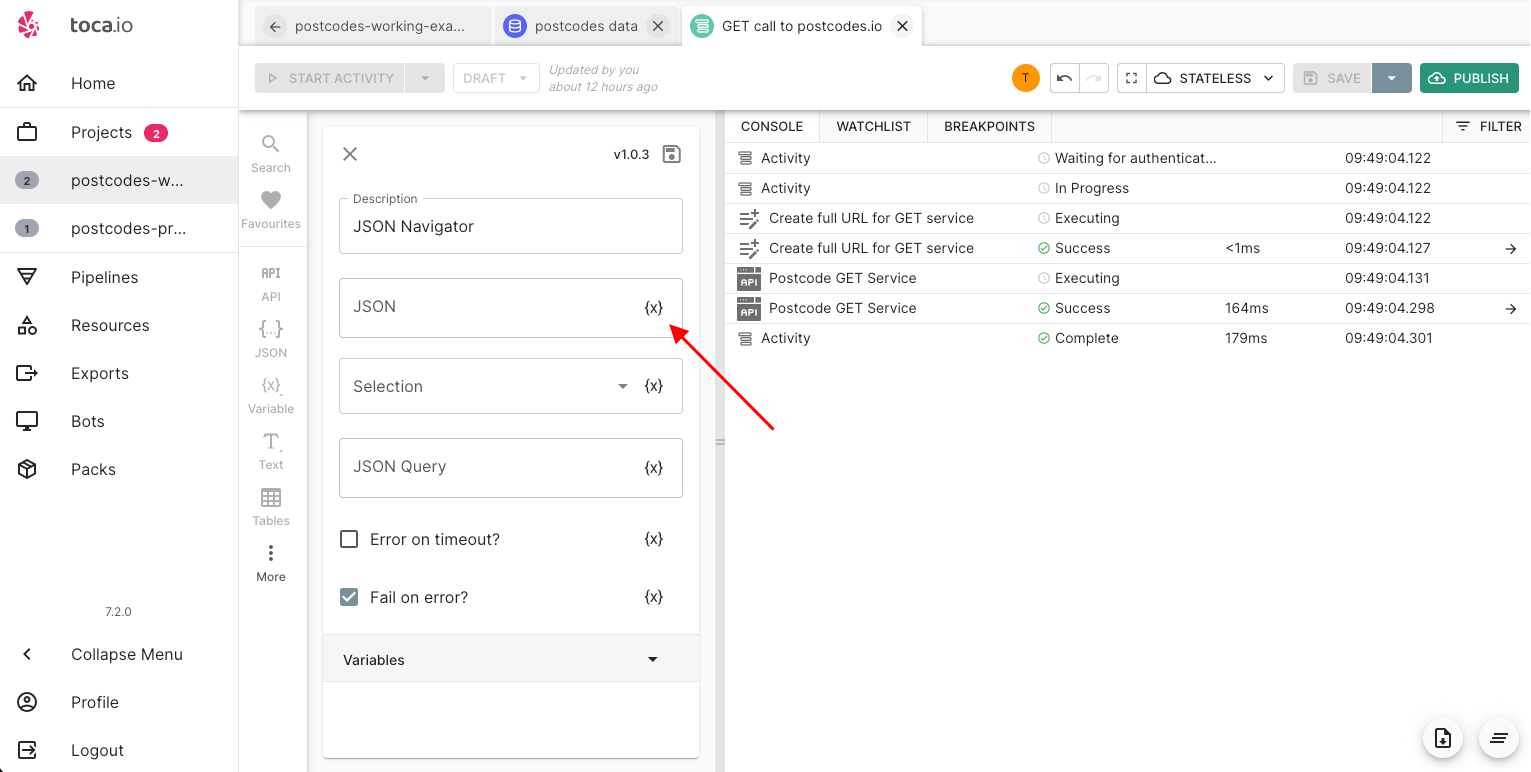 toca.io
Home
Projects 2
2 postcodes-w...
1 postcodes-pr...
Pipelines
Resources
Exports
Bots
Packs
7.2.0
Collapse Menu
Profile
Logout
postcodes-working-exa...
postcodes data
GET call to postcodes.io
START ACTIVITY
DRAFT
Updated by you
about 12 hours ago
T
STATELESS
SAVE
PUBLISH
Search
Favourites
API
API
{...}
JSON
{x}
Variable
T
Text
Tables
More
v1.0.3
Description
JSON Navigator
JSON {x}
Selection {x}
JSON Query {x}
Error on timeout? {x}
Fail on error? {x}
Variables
CONSOLE WATCHLIST BREAKPOINTS FILTER
Activity Waiting for authenticat... 09:49:04.122
Activity In Progress 09:49:04.122
Create full URL for GET service Executing 09:49:04.122
Create full URL for GET service Success <1ms 09:49:04.127
API Postcode GET Service Executing 09:49:04.131
API Postcode GET Service Success 164ms 09:49:04.298
Activity Complete 179ms 09:49:04.301